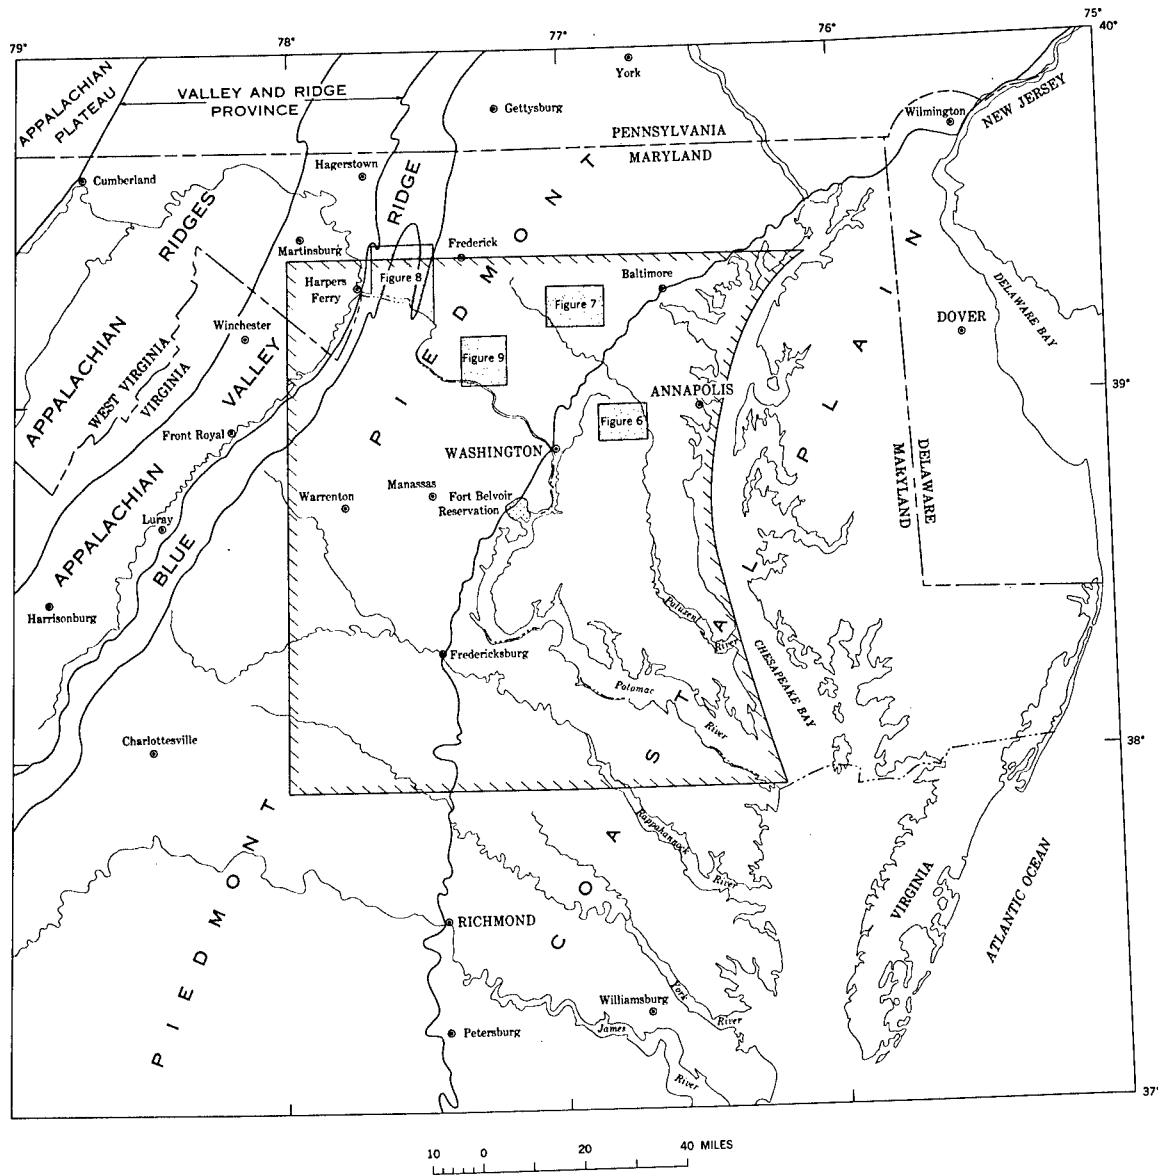 79°
78°
77°
76°
75°
40°
APPALACHIAN
PLATEAU
VALLEY AND RIDGE
PROVINCE
York
Gettysburg
Wilmington
NEW JERSEY
PENNSYLVANIA
MARYLAND
Cumberland
Hagerstown
RIDGE
Martinsburg
Frederick
Harpers
Ferry
Figure 8
Figure 7
Baltimore
DELAWARE BAY
DOVER
Winchester
Figure 9
APPALACHIAN RIDGES
WEST VIRGINIA
VIRGINIA
ANNAPOLIS
39°
Front Royal
Figure 6
WASHINGTON
DELAWARE
MARYLAND
Manassas
Warrenton
Fort Belvoir
Reservation
Luray
APPALACHIAN VALLEY
BLUE
Harrisonburg
Patuxent
River
Fredericksburg
CHESAPEAKE BAY
Potomac
River
38°
Charlottesville
PIEDMONT
PIEDMONT
COASTAL PLAIN
Rappahannock
River
VIRGINIA
ATLANTIC OCEAN
RICHMOND
York
River
Williamsburg
James
River
Petersburg
37°
10 0 20 40 MILES